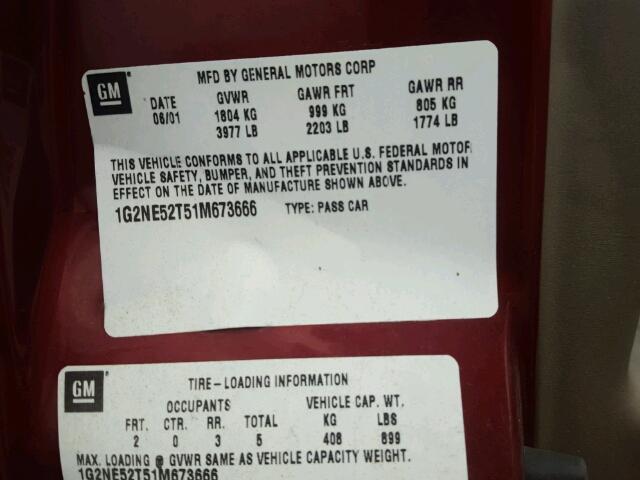 GM
MFD BY GENERAL MOTORS CORP
DATE GVWR GAWR FRT GAWR RR
06/01 1804 KG 999 KG 805 KG
3977 LB 2203 LB 1774 LB
THIS VEHICLE CONFORMS TO ALL APPLICABLE U.S. FEDERAL MOTOR
VEHICLE SAFETY, BUMPER, AND THEFT PREVENTION STANDARDS IN
EFFECT ON THE DATE OF MANUFACTURE SHOWN ABOVE.
1G2NE52T51M673666 TYPE: PASS CAR
GM
TIRE-LOADING INFORMATION
OCCUPANTS VEHICLE CAP. WT.
FRT. CTR. RR. TOTAL KG LBS
2 0 3 5 408 899
MAX. LOADING @ GVWR SAME AS VEHICLE CAPACITY WEIGHT.
1G2NE52T51M673666